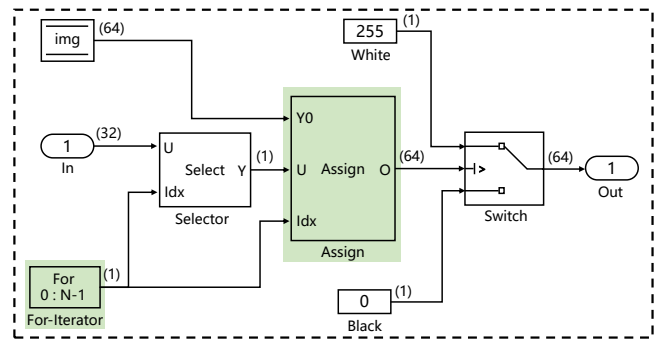 img
(64)
255
(1)
White
1
(32)
In
U
Select
Y
Idx
(1)
Selector
Y0
U
Assign
O
Idx
Assign
(64)
|>
Switch
(64)
1
Out
For
0 : N-1
(1)
For-Iterator
0
(1)
Black